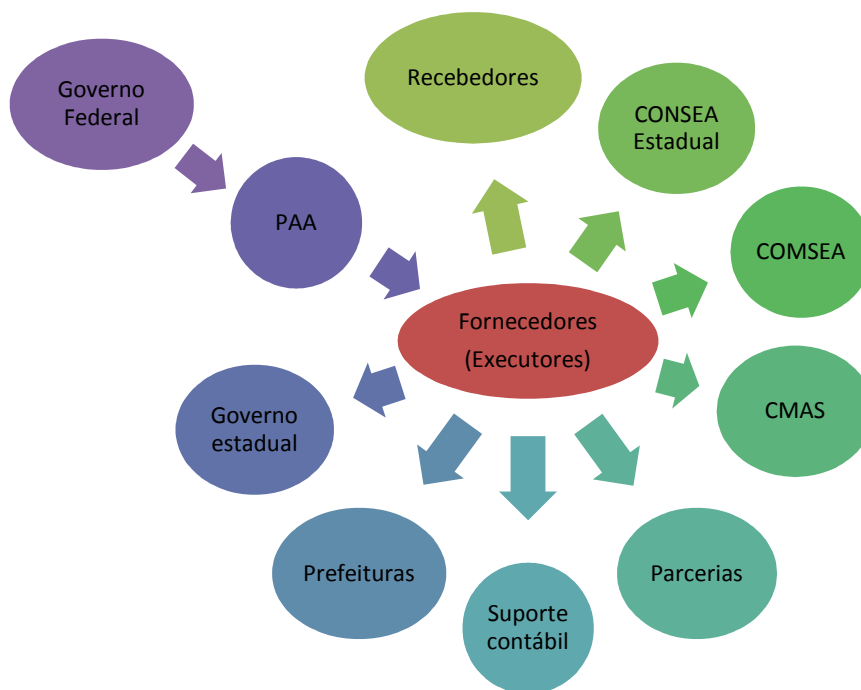 Governo
Federal
Recebedores
CONSEA
Estadual
PAA
COMSEA
Fornecedores
(Executores)
Governo
estadual
CMAS
Prefeituras
Parcerias
Suporte
contábil